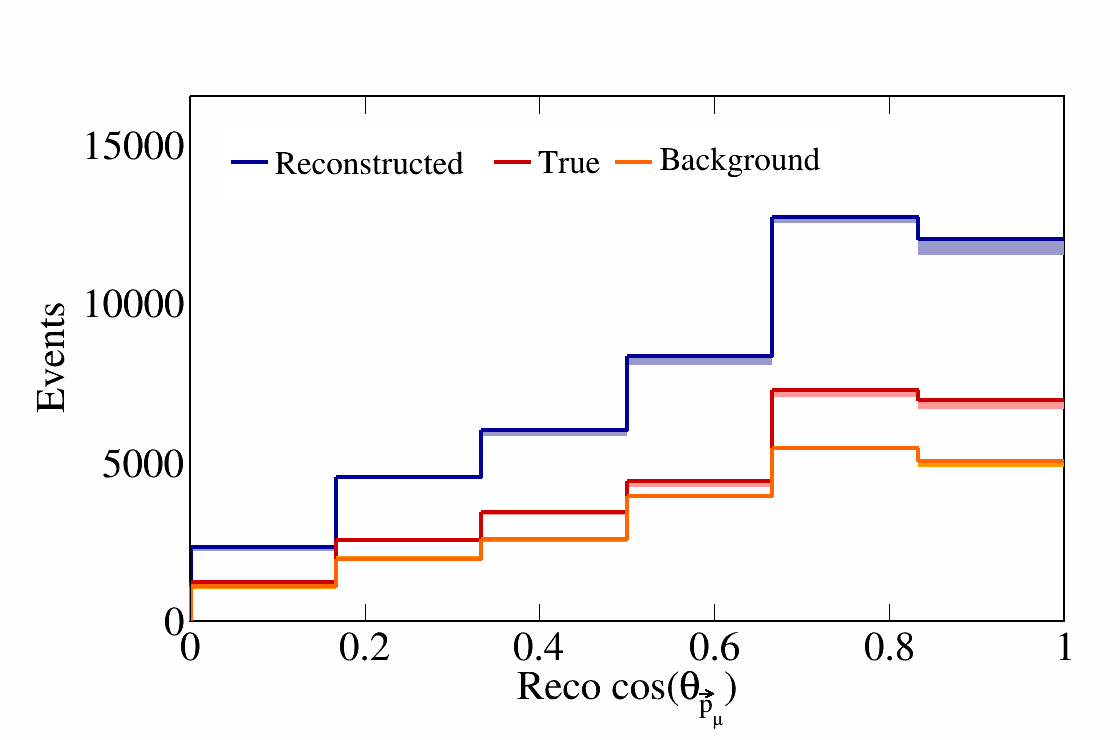 15000
Reconstructed True Background
10000
Events
5000
0
0 0.2 0.4 0.6 0.8 1
Reco cos(θ p⃗ μ)